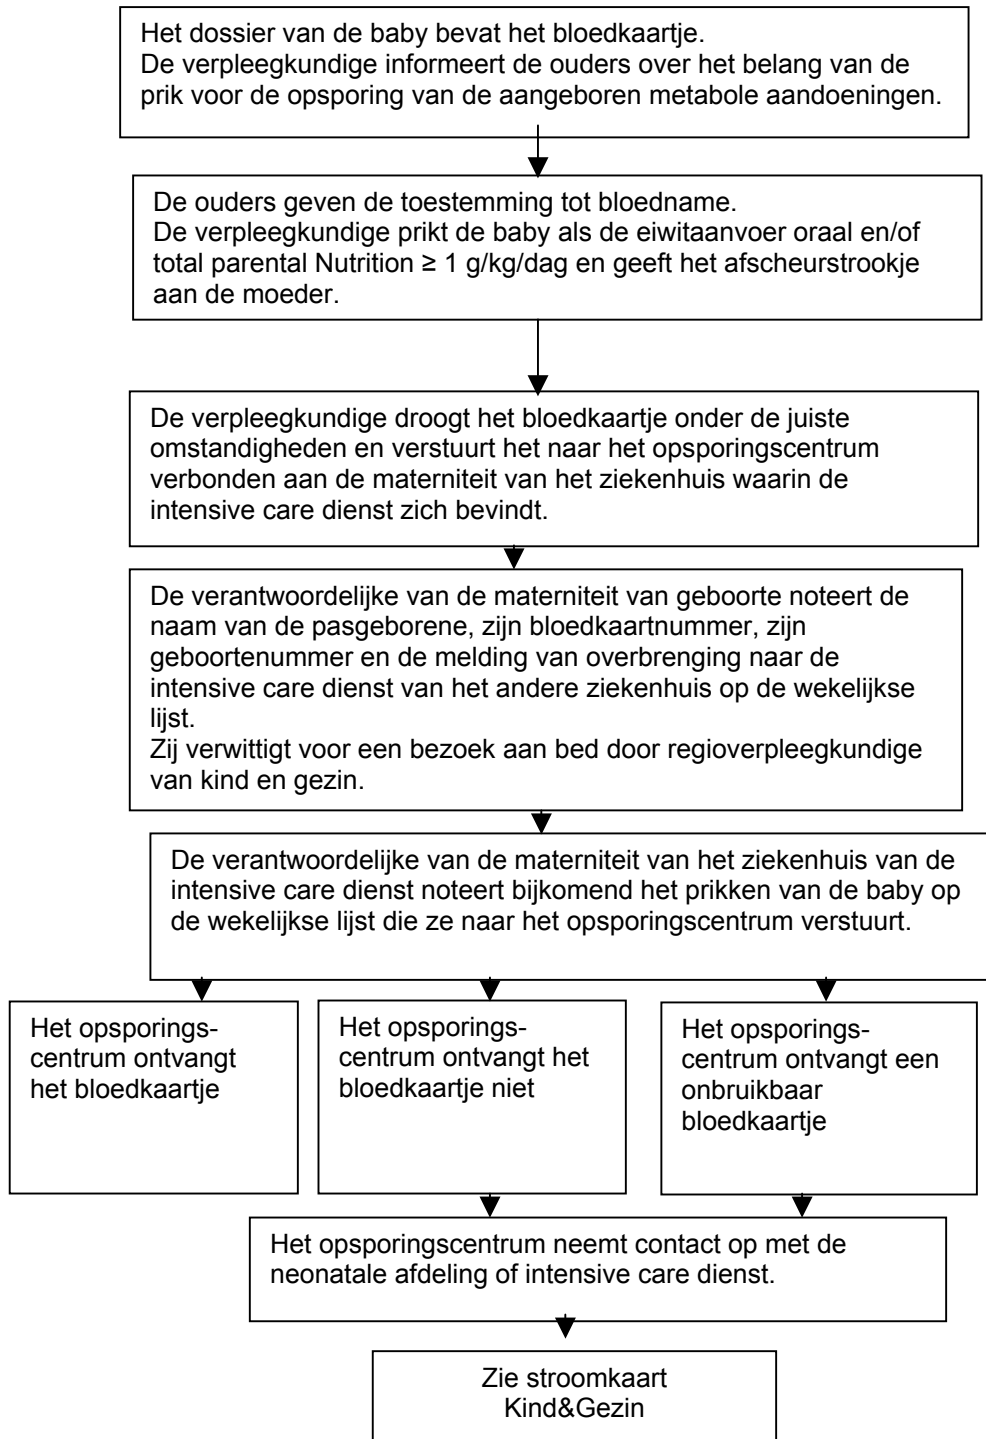 Het dossier van de baby bevat het bloedkaartje.
De verpleegkundige informeert de ouders over het belang van de
prik voor de opsporing van de aangeboren metabole aandoeningen.
De ouders geven de toestemming tot bloedname.
De verpleegkundige prikt de baby als de eiwitaanvoer oraal en/of
total parental Nutrition ≥ 1 g/kg/dag en geeft het afscheurstrookje
aan de moeder.
De verpleegkundige droogt het bloedkaartje onder de juiste
omstandigheden en verstuurt het naar het opsporingscentrum
verbonden aan de materniteit van het ziekenhuis waarin de
intensive care dienst zich bevindt.
De verantwoordelijke van de materniteit van geboorte noteert de
naam van de pasgeborene, zijn bloedkaartnummer, zijn
geboortenummer en de melding van overbrenging naar de
intensive care dienst van het andere ziekenhuis op de wekelijkse
lijst.
Zij verwittigt voor een bezoek aan bed door regioverpleegkundige
van kind en gezin.
De verantwoordelijke van de materniteit van het ziekenhuis van de
intensive care dienst noteert bijkomend het prikken van de baby op
de wekelijkse lijst die ze naar het opsporingscentrum verstuurt.
Het opsporings-
centrum ontvangt
het bloedkaartje
Het opsporings-
centrum ontvangt het
bloedkaartje niet
Het opsporings-
centrum ontvangt een
onbruikbaar
bloedkaartje
Het opsporingscentrum neemt contact op met de
neonatale afdeling of intensive care dienst.
Zie stroomkaart
Kind&Gezin